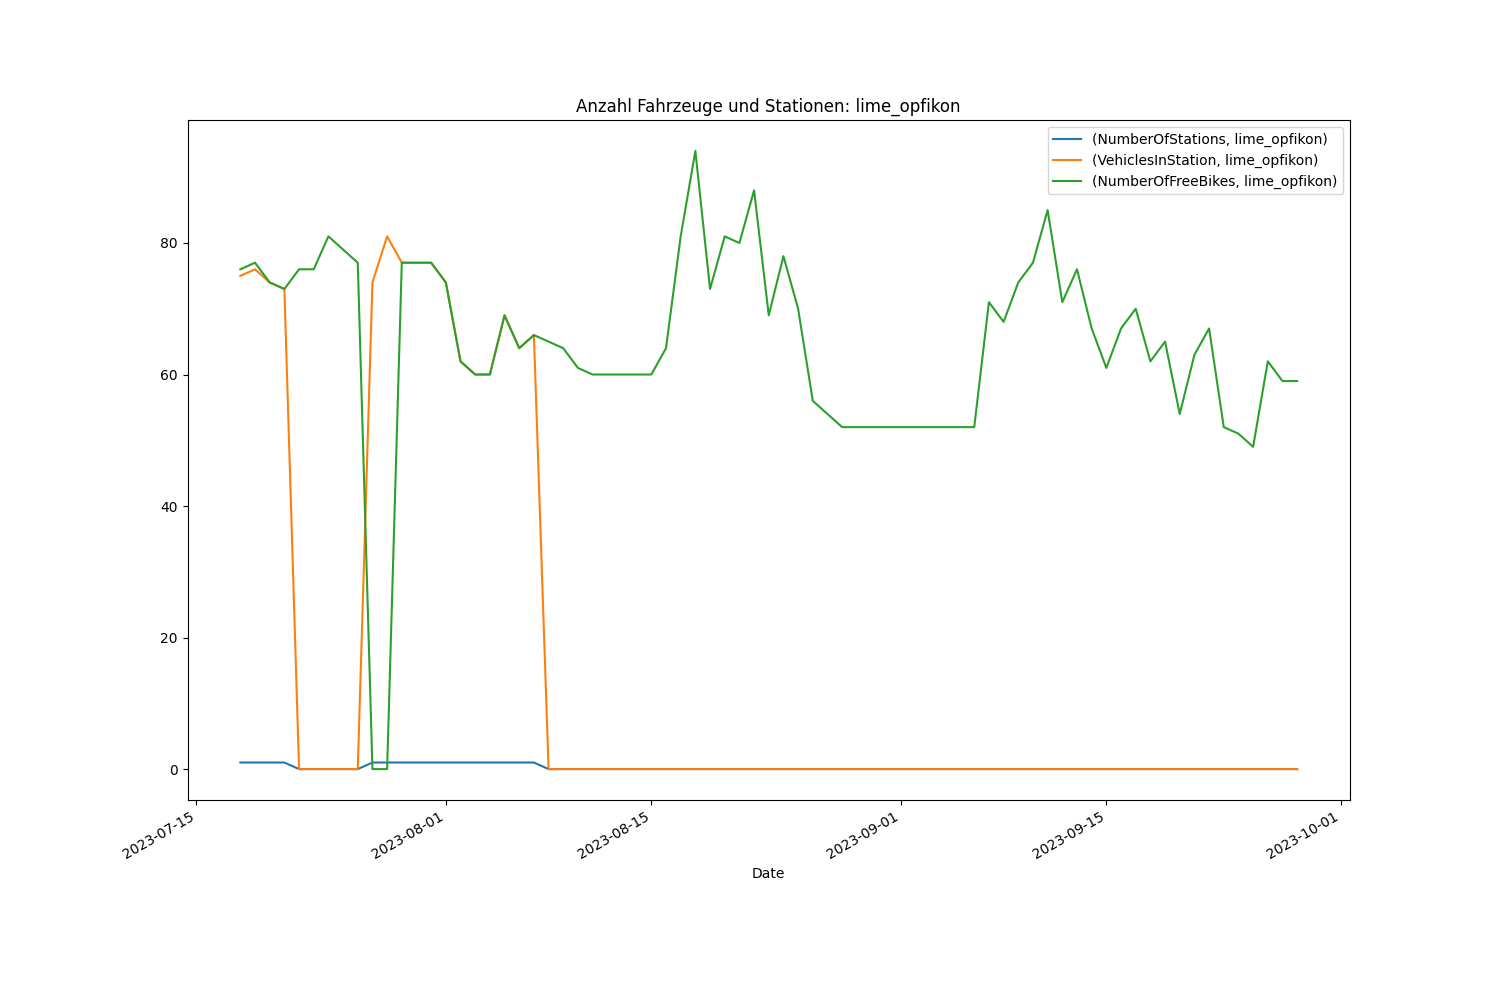 Anzahl Fahrzeuge und Stationen: lime_opfikon
(NumberOfStations, lime_opfikon)
(VehiclesInStation, lime_opfikon)
(NumberOfFreeBikes, lime_opfikon)
80
60
40
20
0
2023-07-15
2023-08-01
2023-08-15
2023-09-01
2023-09-15
2023-10-01
Date